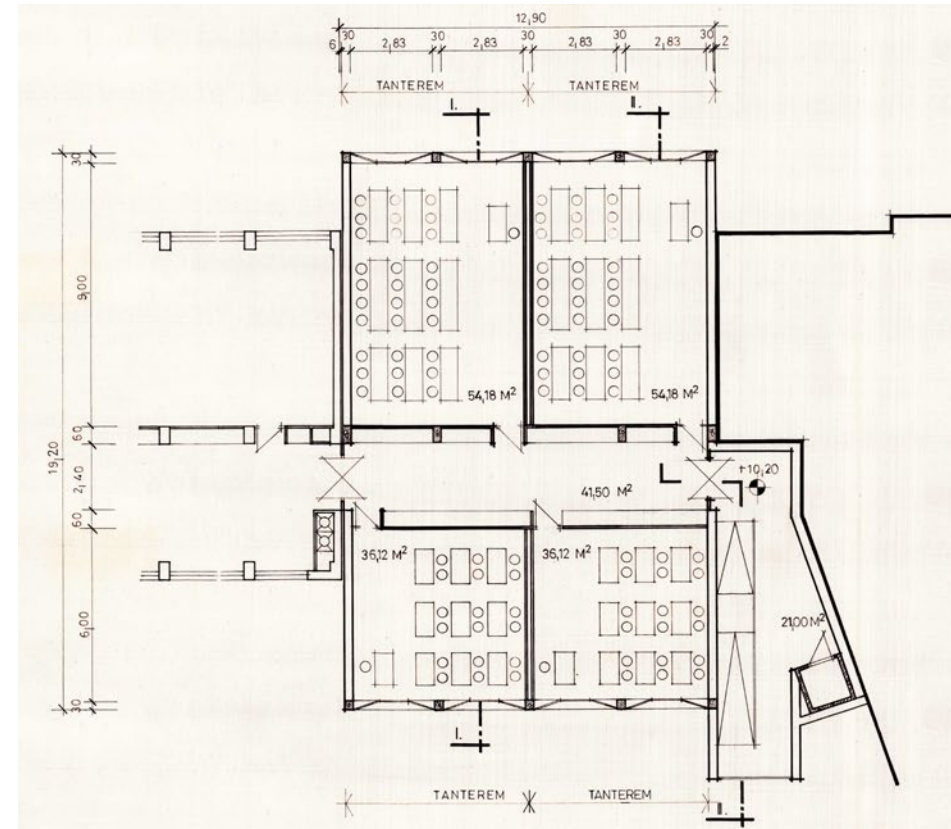 12,90
6 30 2,83 30 2,83 30 2,83 30 2,83 30 2
TANTEREM TANTEREM
I. II.
30
9,00
60
2,40
60
6,00
30
19,20
54,18 M²
54,18 M²
+10,20
41,50 M²
36,12 M²
36,12 M²
21,00 M²
I.
TANTEREM TANTEREM
II.